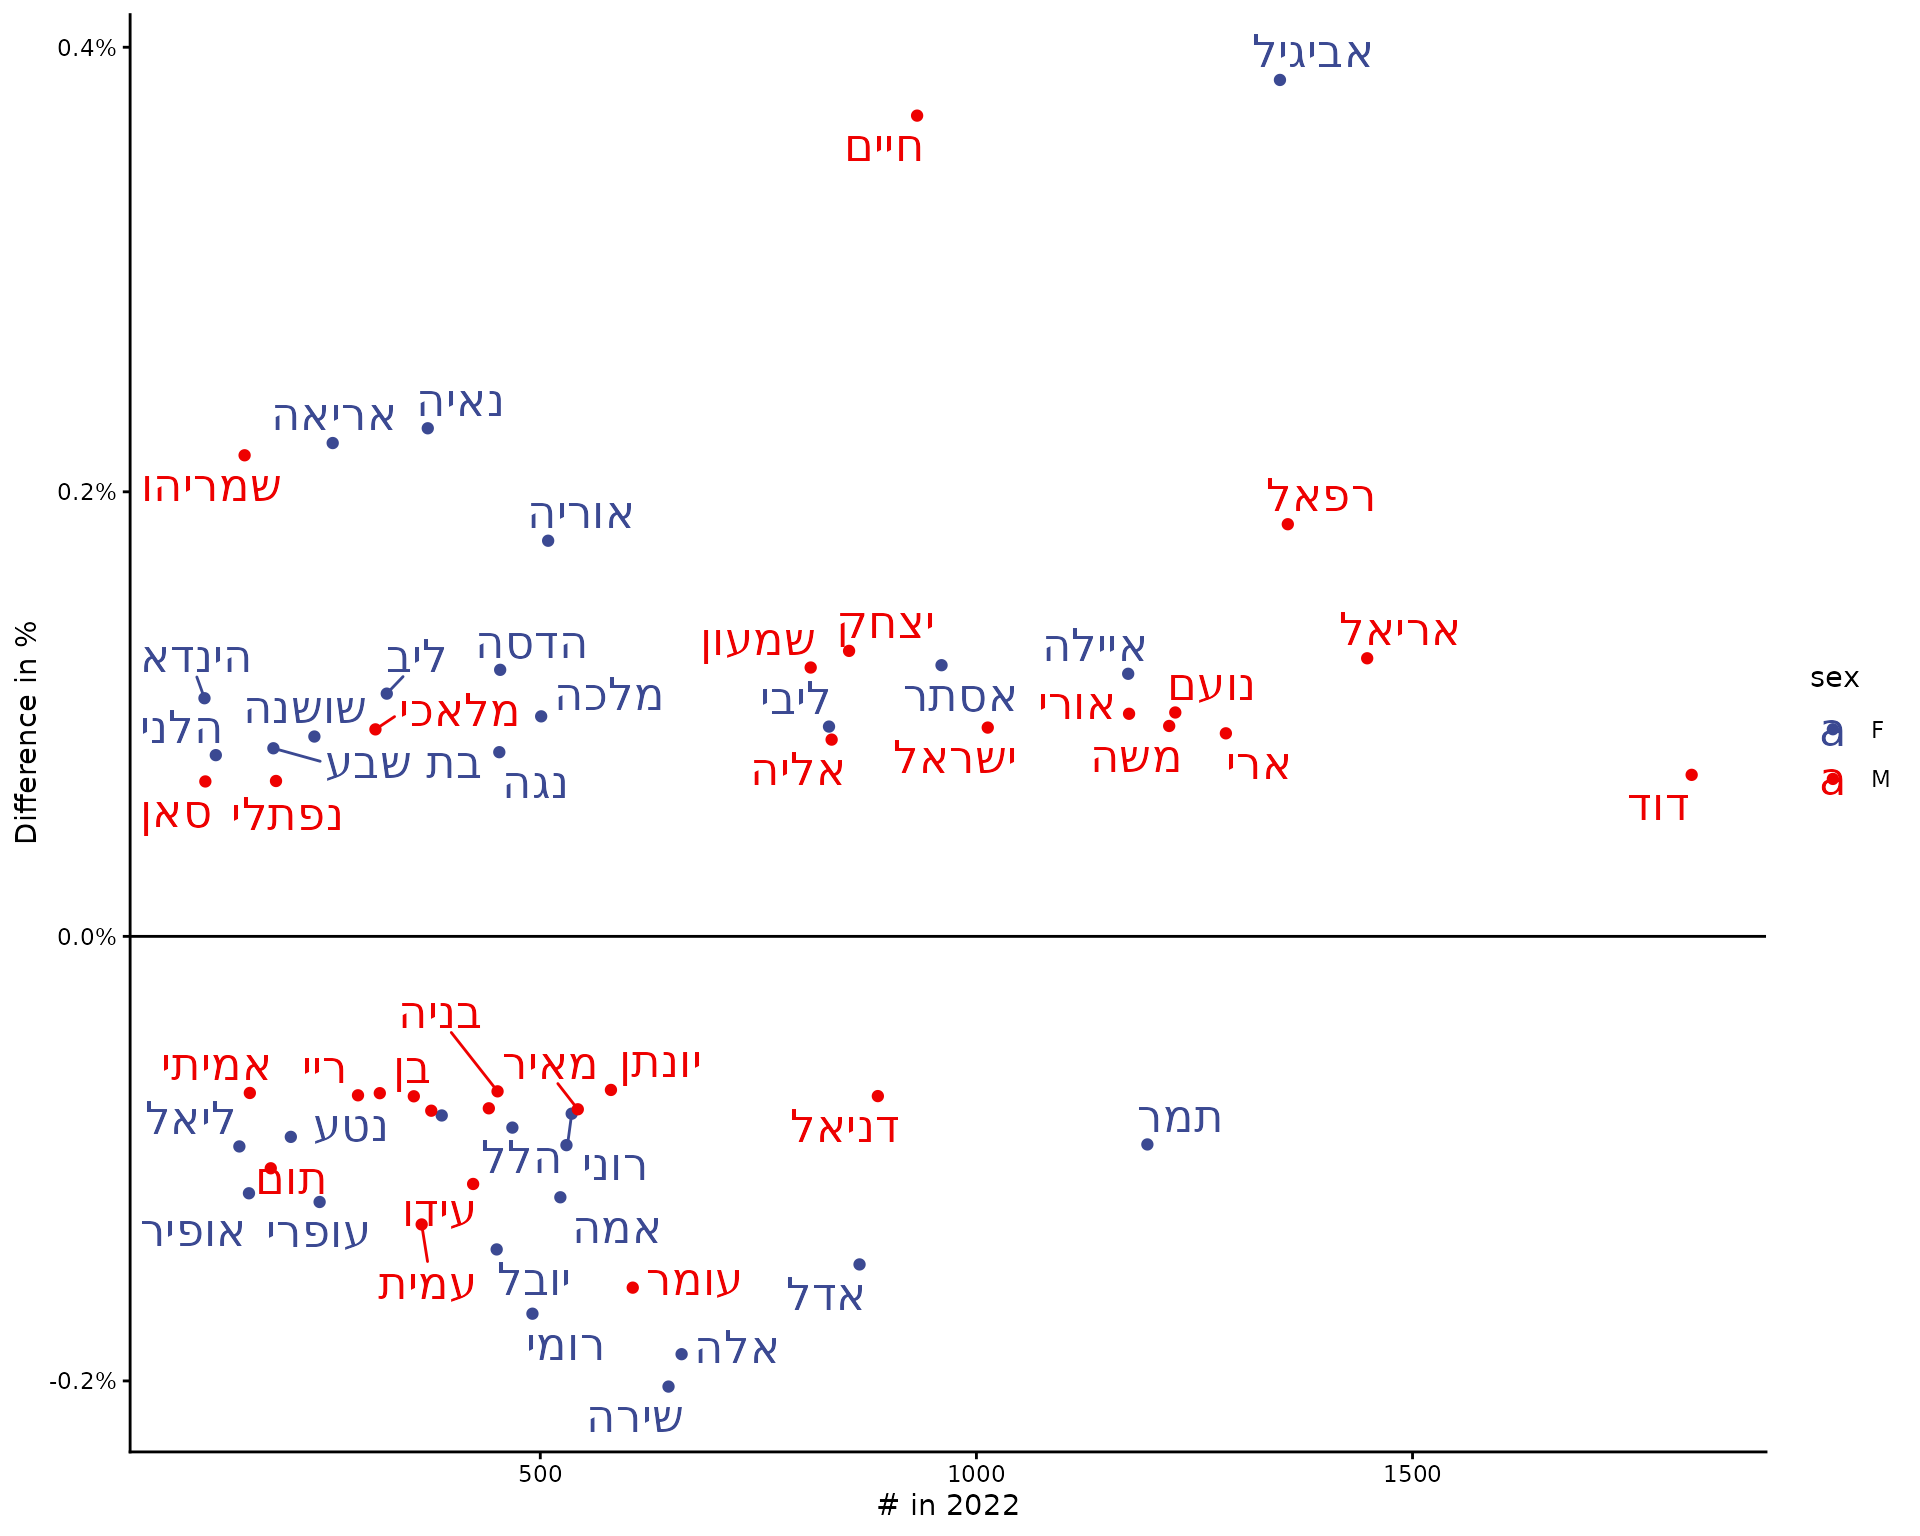 0.4%
אביגיל
חיים
נאיה
אריאה
שמריהו
0.2%
רפאל
אוריה
יצחק
אריאל
שמעון
הדסה
איילה
ליב
הינדא
נועם
אסתר
ליבי
מלכה
אורי
מלאכי
שושנה
הלני
ישראל
משה
ארי
בת שבע
אליה
נגה
דוד
נפתלי
סאן
Difference in %
sex
a F
a M
0.0%
בניה
יונתן
מאיר
בן
ריי
אמיתי
תמר
דניאל
נטע
ליאל
הלל
רוני
תום
עידו
אמה
עופרי
אופיר
יובל
עומר
עמית
אדל
רומי
אלה
-0.2%
שירה
500
1000
1500
# in 2022